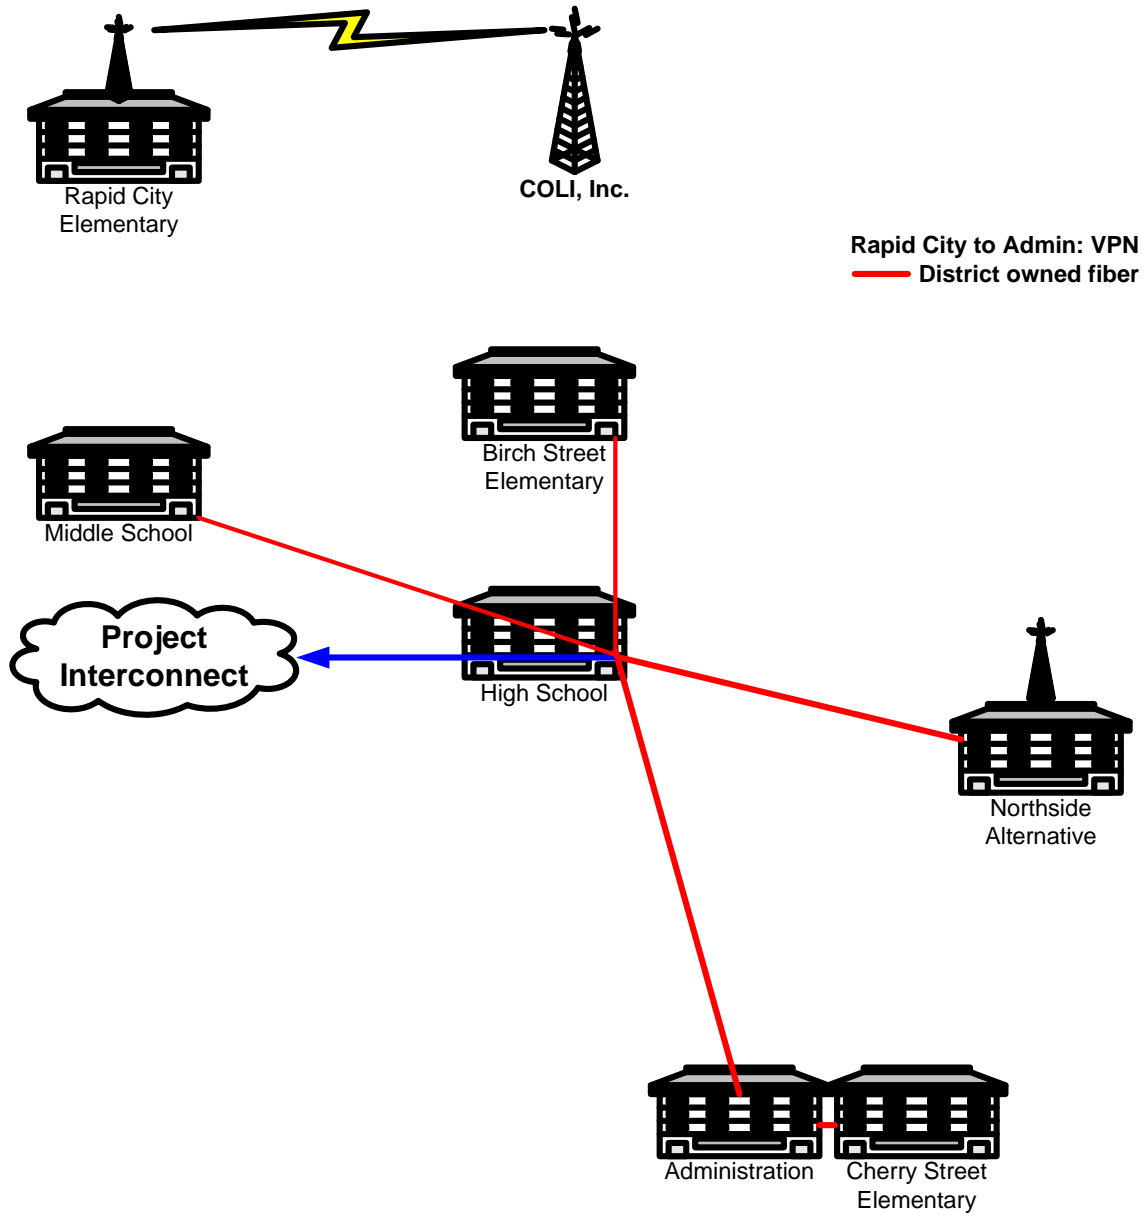 Rapid City
Elementary
COLI, Inc.
Rapid City to Admin: VPN
District owned fiber
Birch Street
Elementary
Middle School
Project
Interconnect
High School
Northside
Alternative
Administration
Cherry Street
Elementary